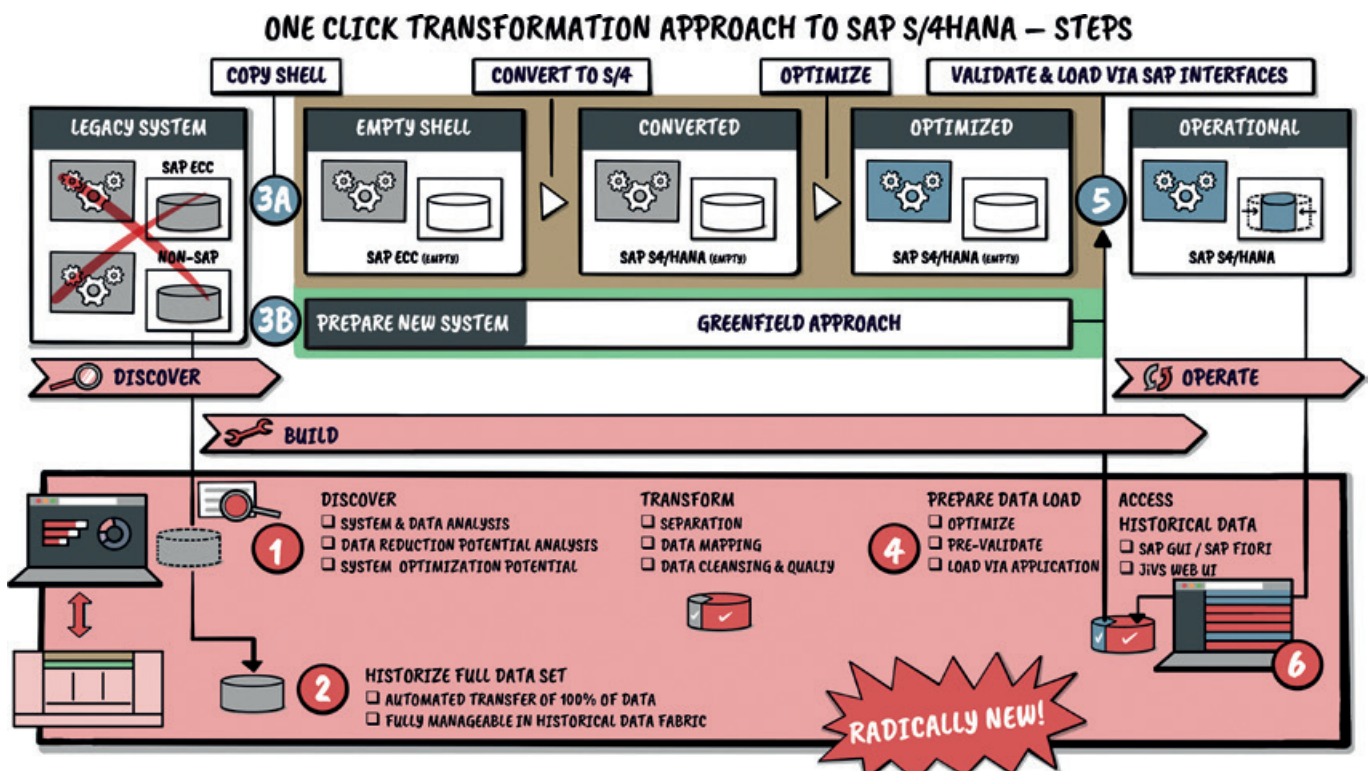 ONE CLICK TRANSFORMATION APPROACH TO SAP S/4HANA – STEPS
COPY SHELL
CONVERT TO S/4
OPTIMIZE
VALIDATE & LOAD VIA SAP INTERFACES
LEGACY SYSTEM
SAP ECC
NON-SAP
3A
EMPTY SHELL
SAP ECC (EMPTY)
CONVERTED
SAP S4/HANA (EMPTY)
OPTIMIZED
SAP S4/HANA (EMPTY)
5
OPERATIONAL
SAP S4/HANA
3B
PREPARE NEW SYSTEM
GREENFIELD APPROACH
DISCOVER
OPERATE
BUILD
1
DISCOVER
SYSTEM & DATA ANALYSIS
DATA REDUCTION POTENTIAL ANALYSIS
SYSTEM OPTIMIZATION POTENTIAL
TRANSFORM
SEPARATION
DATA MAPPING
DATA CLEANSING & QUALIY
4
PREPARE DATA LOAD
OPTIMIZE
PRE-VALIDATE
LOAD VIA APPLICATION
ACCESS
HISTORICAL DATA
SAP GUI / SAP FIORI
JiVS WEB UI
6
2
HISTORIZE FULL DATA SET
AUTOMATED TRANSFER OF 100% OF DATA
FULLY MANAGEABLE IN HISTORICAL DATA FABRIC
RADICALLY NEW!